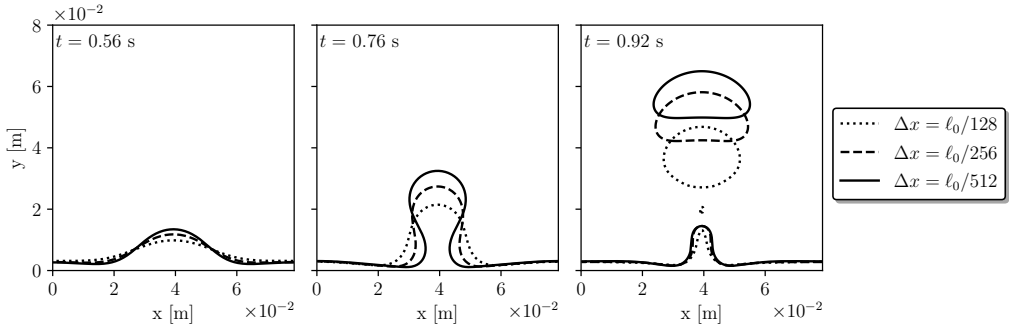 ×10⁻²
8
6
4
2
0
y [m]
t = 0.56 s
t = 0.76 s
t = 0.92 s
0 2 4 6
×10⁻²
x [m]
0 2 4 6
×10⁻²
x [m]
0 2 4 6
×10⁻²
x [m]
Δx = ℓ₀/128
Δx = ℓ₀/256
Δx = ℓ₀/512